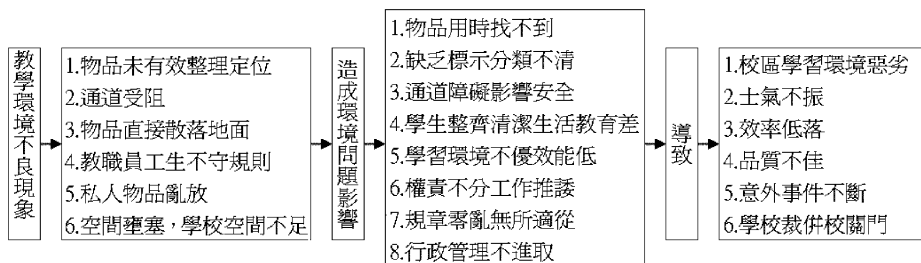 教學環境不良現象
1.物品未有效整理定位
2.通道受阻
3.物品直接散落地面
4.教職員工生不守規則
5.私人物品亂放
6.空間壅塞，學校空間不足
造成環境問題影響
1.物品用時找不到
2.缺乏標示分類不清
3.通道障礙影響安全
4.學生整齊清潔生活教育差
5.學習環境不優效能低
6.權責不分工作推諉
7.規章零亂無所適從
8.行政管理不進取
導致
1.校區學習環境惡劣
2.士氣不振
3.效率低落
4.品質不佳
5.意外事件不斷
6.學校裁併校關門